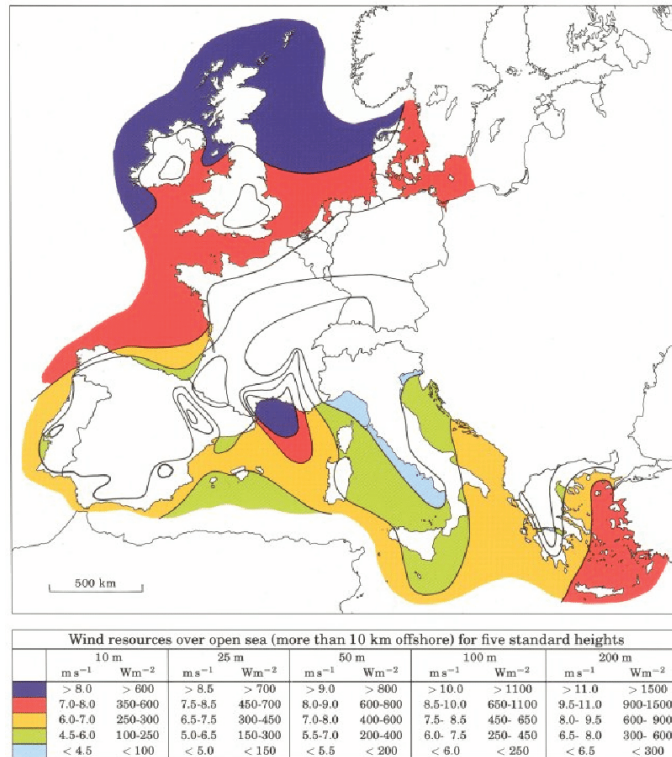 500 km
Wind resources over open sea (more than 10 km offshore) for five standard heights
10 m 25 m 50 m 100 m 200 m
m s⁻¹ Wm⁻² m s⁻¹ Wm⁻² m s⁻¹ Wm⁻² m s⁻¹ Wm⁻² m s⁻¹ Wm⁻²
> 8.0 > 600 > 8.5 > 700 > 9.0 > 800 > 10.0 > 1100 > 11.0 > 1500
7.0-8.0 350-600 7.5-8.5 450-700 8.0-9.0 600-800 8.5-10.0 650-1100 9.5-11.0 900-1500
6.0-7.0 250-300 6.5-7.5 300-450 7.0-8.0 400-600 7.5- 8.5 450- 650 8.0- 9.5 600- 900
4.5-6.0 100-250 5.0-6.5 150-300 5.5-7.0 200-400 6.0- 7.5 250- 450 6.5- 8.0 300- 600
< 4.5 < 100 < 5.0 < 150 < 5.5 < 200 < 6.0 < 250 < 6.5 < 300